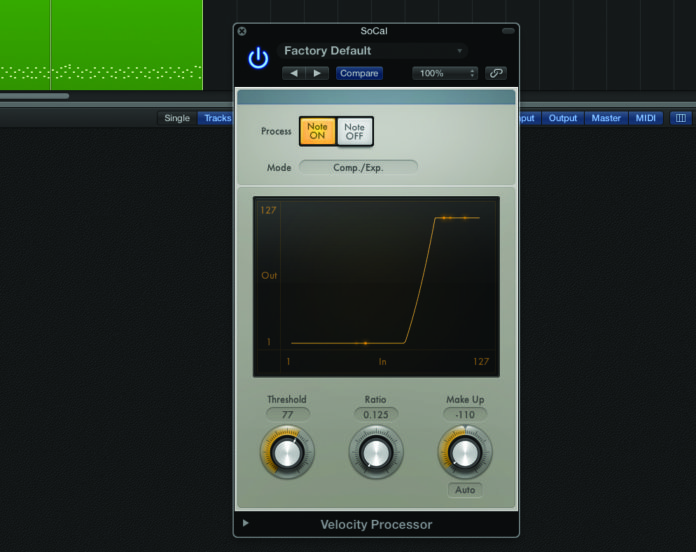 SoCal
Factory Default
Compare
100%
Single
Tracks
Output
Master
MIDI
Process
Note ON
Note OFF
Mode
Comp./Exp.
127
Out
1
1
In
127
Threshold
Ratio
Make Up
77
0.125
-110
Auto
Velocity Processor